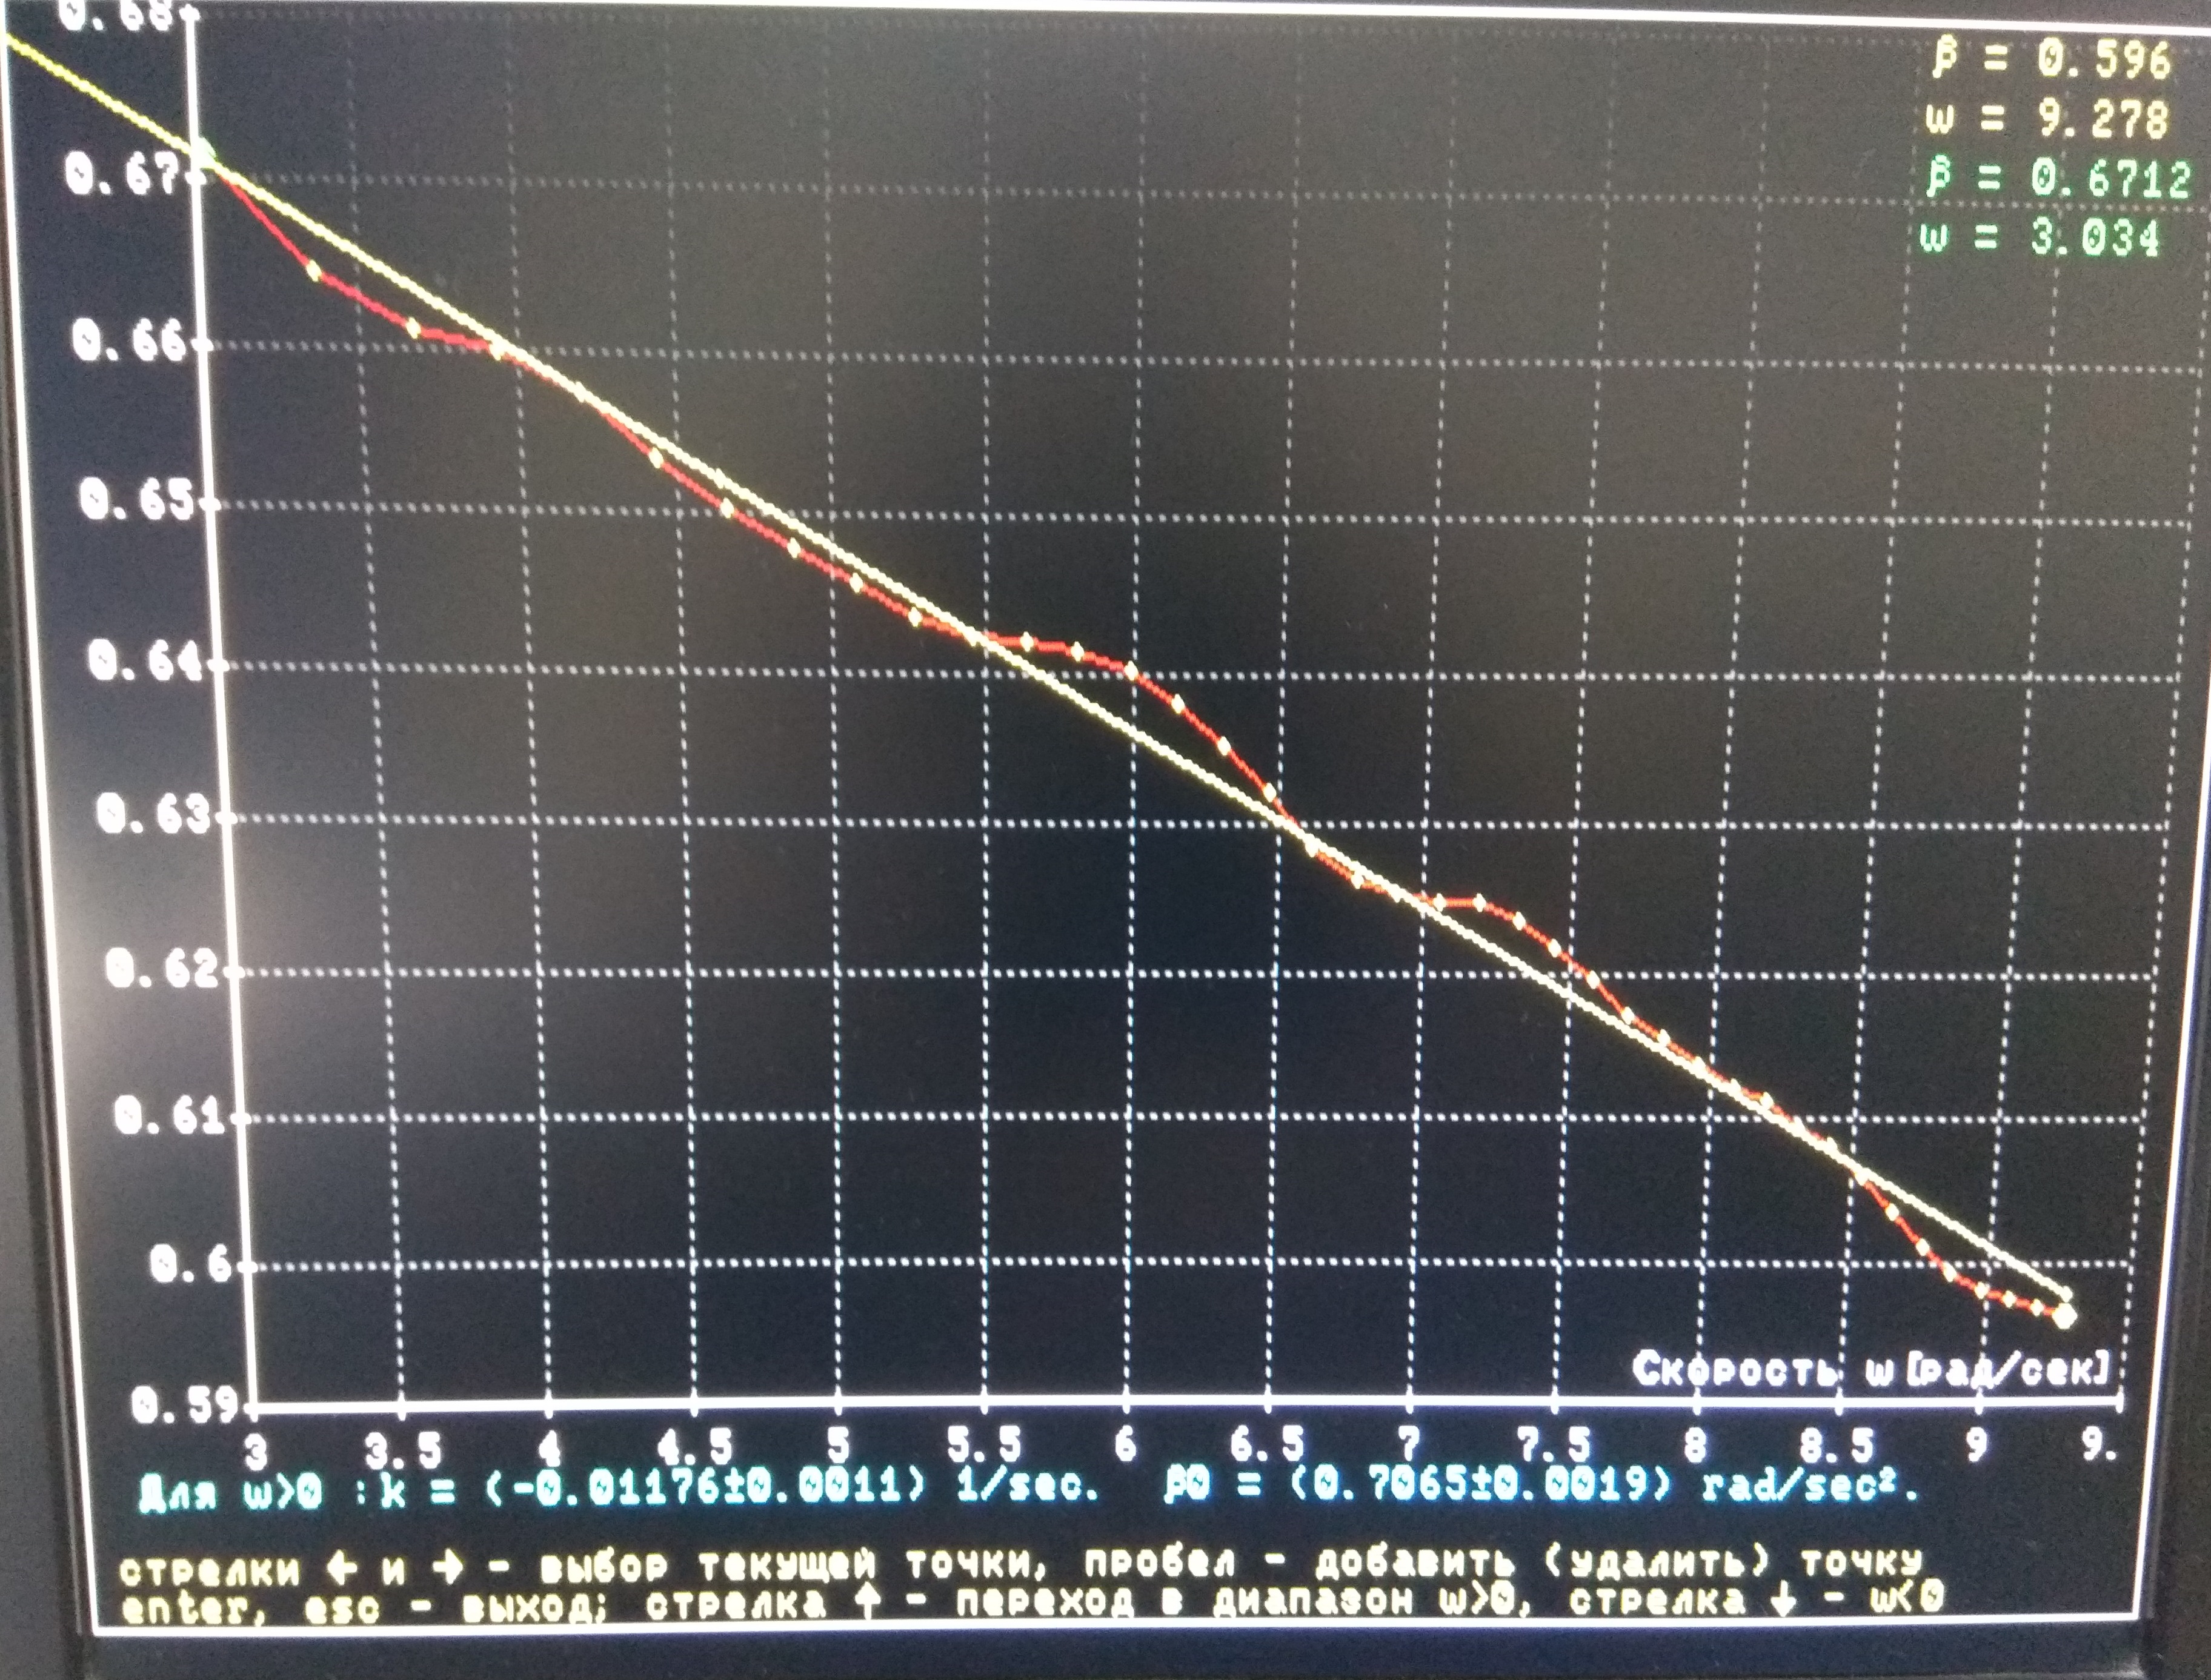 0.68
β = 0.596
w = 9.278
0.67
β = 0.6712
w = 3.034
0.66
0.65
0.64
0.63
0.62
0.61
0.6
Скорость w [рад/сек]
0.59
3 3.5 4 4.5 5 5.5 6 6.5 7 7.5 8 8.5 9 9.
Для w>0 :k = (-0.01176±0.0011) 1/sec. β0 = (0.7065±0.0019) rad/sec².
стрелки ← и → - выбор текущей точки, пробел - добавить (удалить) точку
enter, esc - выход; стрелка ↑ - переход в диапазон w>0, стрелка ↓ - w<0